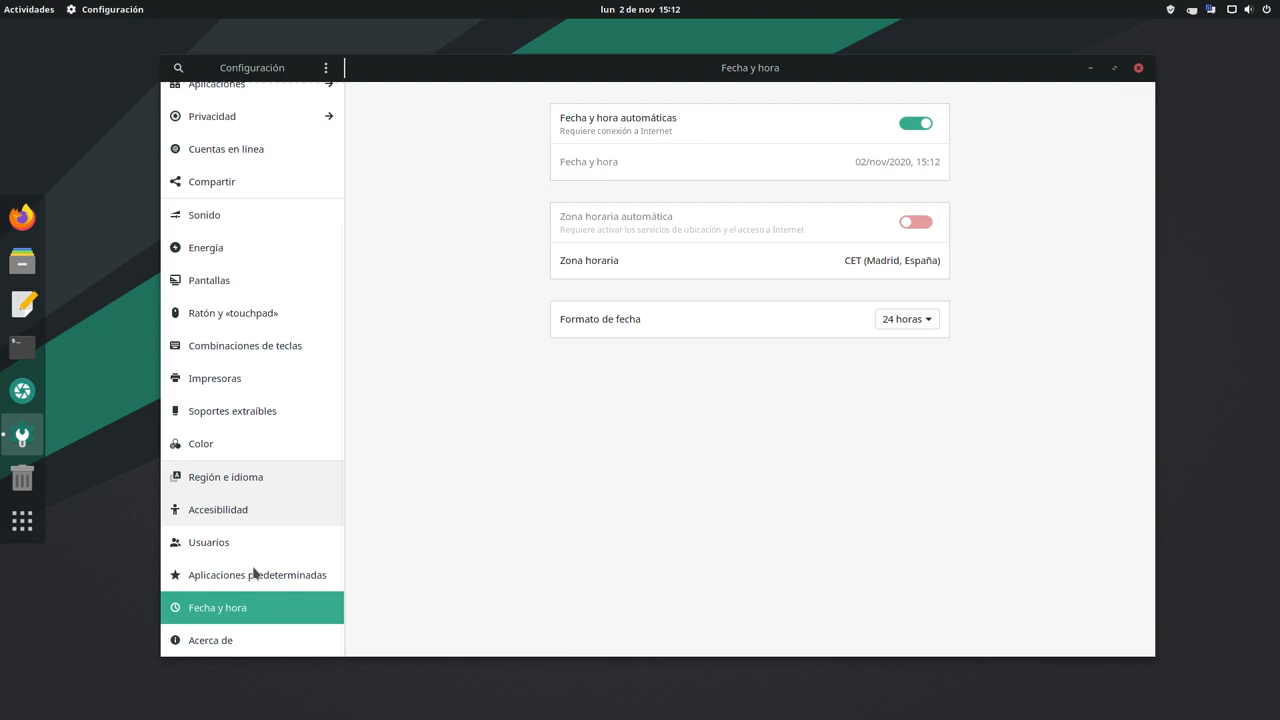 Actividades
Configuración
lun 2 de nov 15:12
Configuración
Fecha y hora
Aplicaciones
Privacidad
Cuentas en línea
Compartir
Sonido
Energía
Pantallas
Ratón y «touchpad»
Combinaciones de teclas
Impresoras
Soportes extraíbles
Color
Región e idioma
Accesibilidad
Usuarios
Aplicaciones predeterminadas
Fecha y hora
Acerca de
Fecha y hora automáticas
Requiere conexión a Internet
Fecha y hora 02/nov/2020, 15:12
Zona horaria automática
Requiere activar los servicios de ubicación y el acceso a Internet
Zona horaria CET (Madrid, España)
Formato de fecha 24 horas